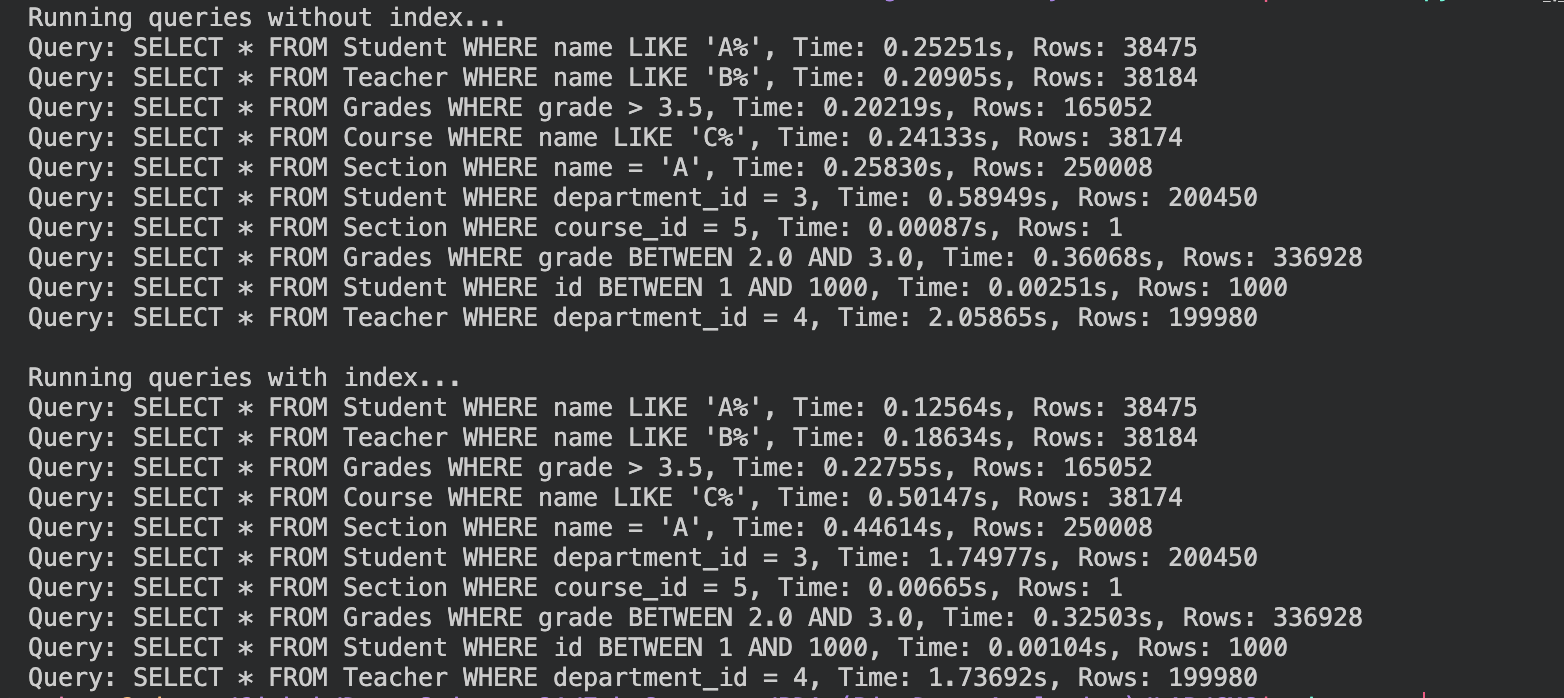 Running queries without index...
Query: SELECT * FROM Student WHERE name LIKE 'A%', Time: 0.25251s, Rows: 38475
Query: SELECT * FROM Teacher WHERE name LIKE 'B%', Time: 0.20905s, Rows: 38184
Query: SELECT * FROM Grades WHERE grade > 3.5, Time: 0.20219s, Rows: 165052
Query: SELECT * FROM Course WHERE name LIKE 'C%', Time: 0.24133s, Rows: 38174
Query: SELECT * FROM Section WHERE name = 'A', Time: 0.25830s, Rows: 250008
Query: SELECT * FROM Student WHERE department_id = 3, Time: 0.58949s, Rows: 200450
Query: SELECT * FROM Section WHERE course_id = 5, Time: 0.00087s, Rows: 1
Query: SELECT * FROM Grades WHERE grade BETWEEN 2.0 AND 3.0, Time: 0.36068s, Rows: 336928
Query: SELECT * FROM Student WHERE id BETWEEN 1 AND 1000, Time: 0.00251s, Rows: 1000
Query: SELECT * FROM Teacher WHERE department_id = 4, Time: 2.05865s, Rows: 199980
Running queries with index...
Query: SELECT * FROM Student WHERE name LIKE 'A%', Time: 0.12564s, Rows: 38475
Query: SELECT * FROM Teacher WHERE name LIKE 'B%', Time: 0.18634s, Rows: 38184
Query: SELECT * FROM Grades WHERE grade > 3.5, Time: 0.22755s, Rows: 165052
Query: SELECT * FROM Course WHERE name LIKE 'C%', Time: 0.50147s, Rows: 38174
Query: SELECT * FROM Section WHERE name = 'A', Time: 0.44614s, Rows: 250008
Query: SELECT * FROM Student WHERE department_id = 3, Time: 1.74977s, Rows: 200450
Query: SELECT * FROM Section WHERE course_id = 5, Time: 0.00665s, Rows: 1
Query: SELECT * FROM Grades WHERE grade BETWEEN 2.0 AND 3.0, Time: 0.32503s, Rows: 336928
Query: SELECT * FROM Student WHERE id BETWEEN 1 AND 1000, Time: 0.00104s, Rows: 1000
Query: SELECT * FROM Teacher WHERE department_id = 4, Time: 1.73692s, Rows: 199980